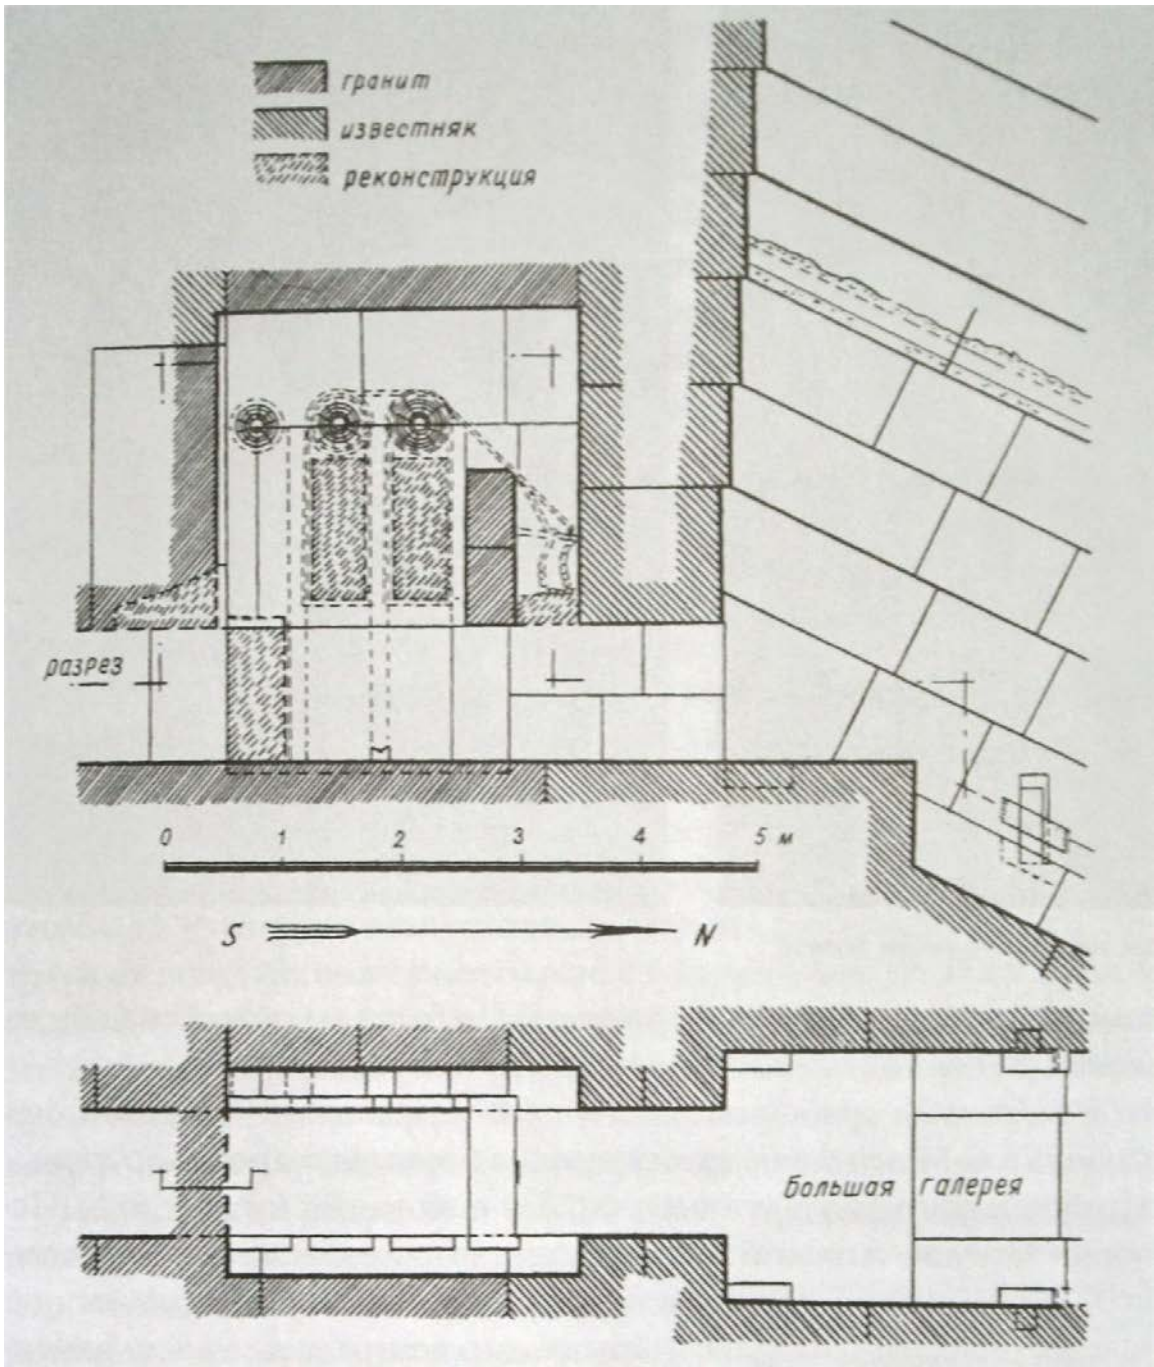 гранит
известняк
реконструкция
разрез
0 1 2 3 4 5 м
S N
большая галерея